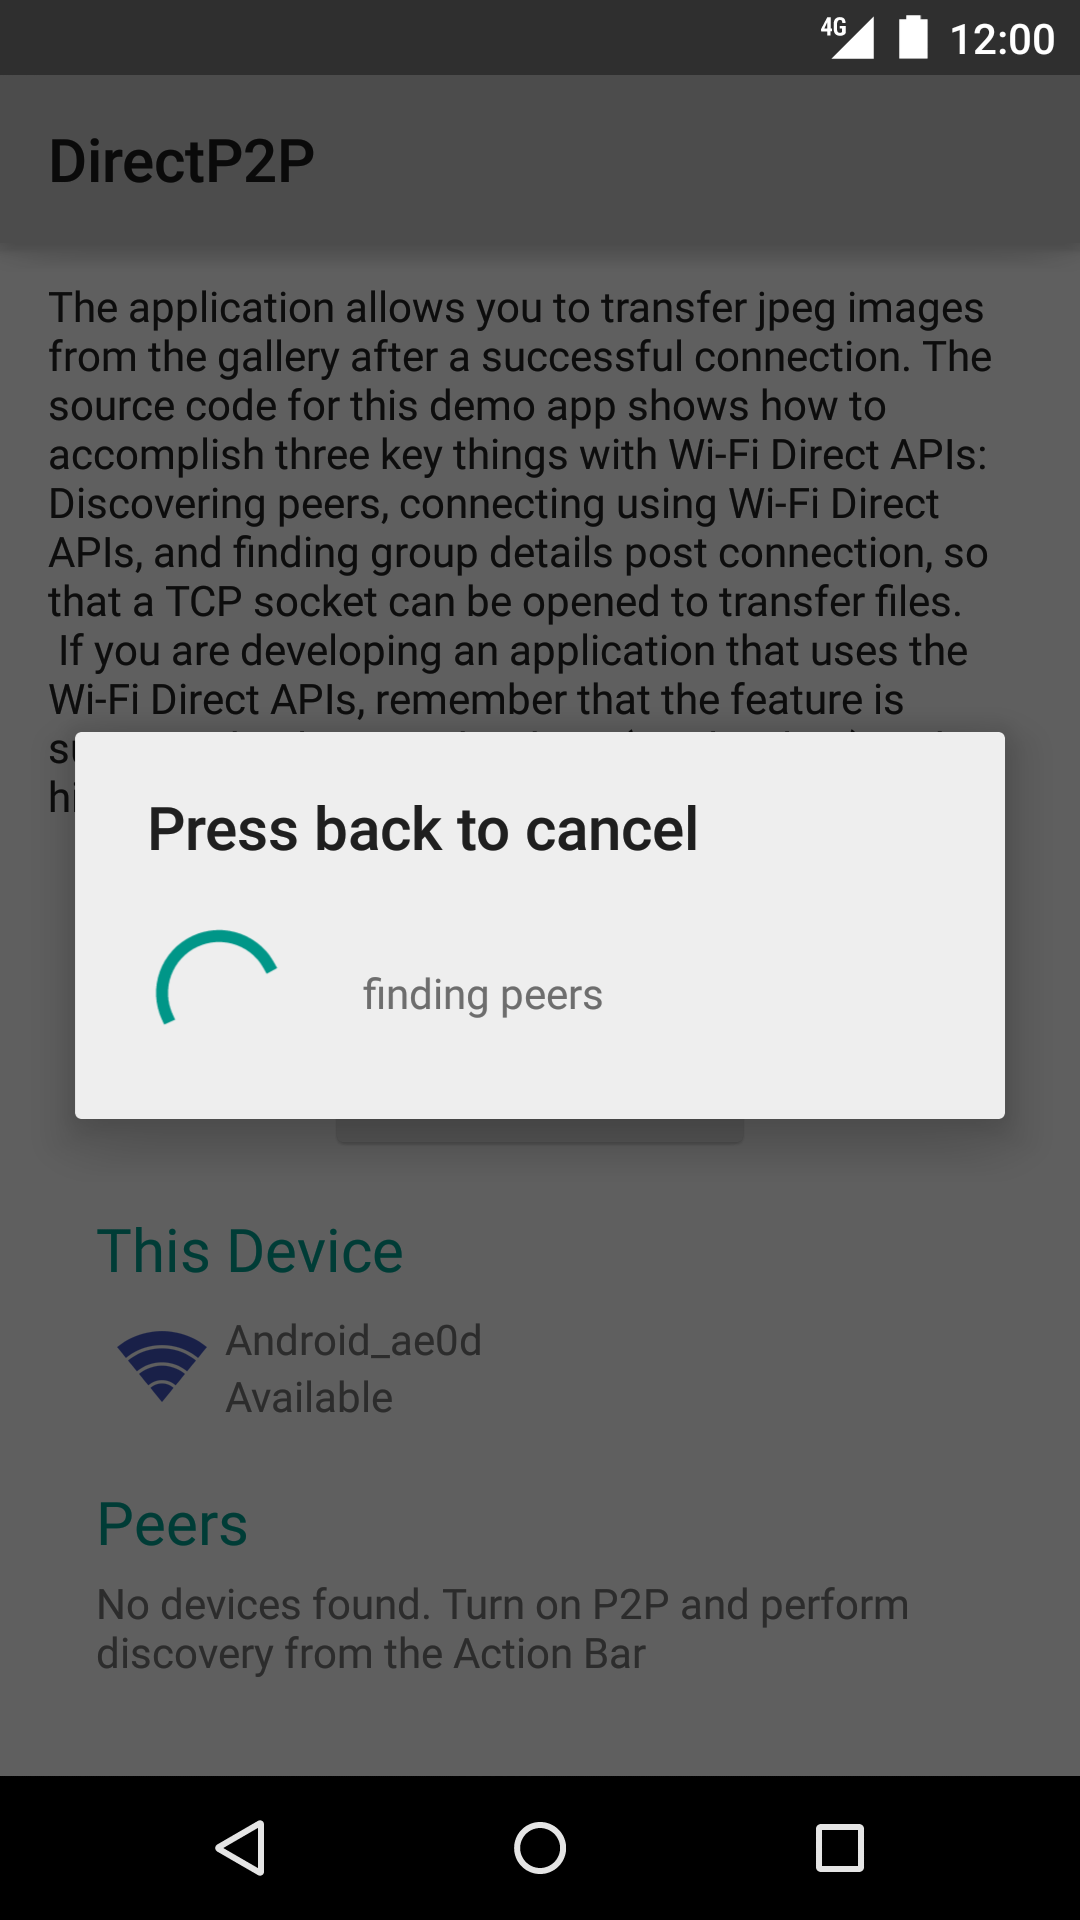 4G 12:00
DirectP2P
The application allows you to transfer jpeg images
from the gallery after a successful connection. The
source code for this demo app shows how to
accomplish three key things with Wi-Fi Direct APIs:
Discovering peers, connecting using Wi-Fi Direct
APIs, and finding group details post connection, so
that a TCP socket can be opened to transfer files.
If you are developing an application that uses the
Wi-Fi Direct APIs, remember that the feature is
Press back to cancel
finding peers
This Device
Android_ae0d
Available
Peers
No devices found. Turn on P2P and perform
discovery from the Action Bar